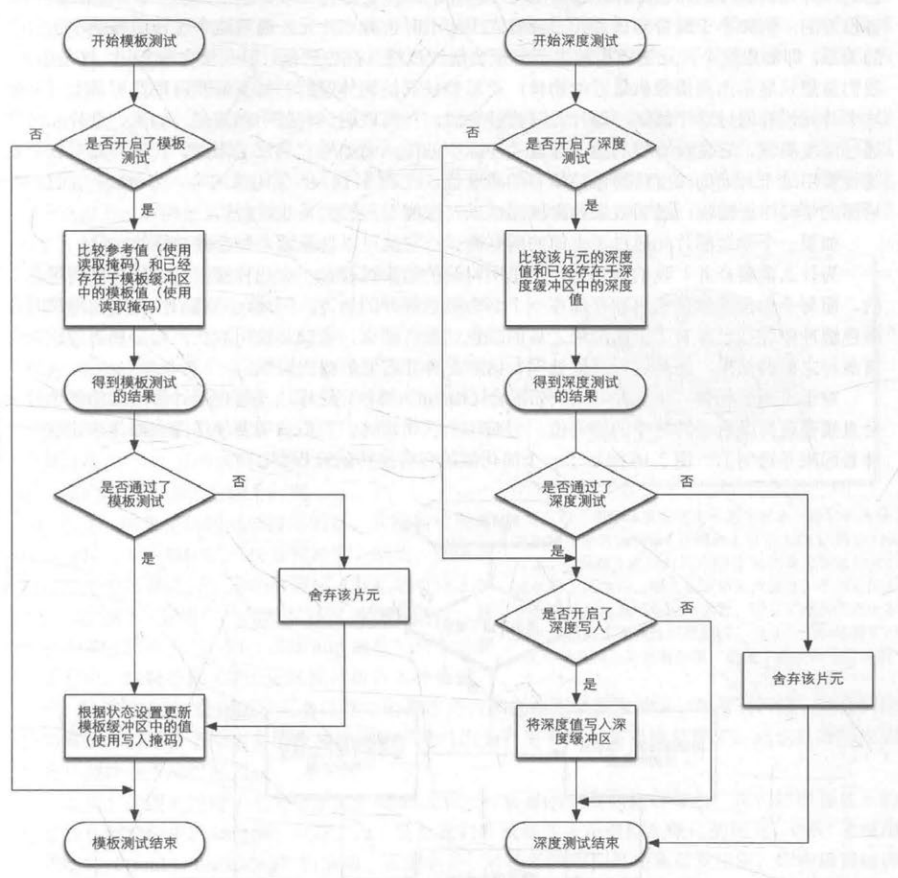 开始模板测试
否
是否开启了模板
测试
是
比较参考值（使用
读取掩码）和已经
存在于模板缓冲区
中的模板值（使用
读取掩码）
得到模板测试
的结果
是否通过了
模板测试
否
是
舍弃该片元
根据状态设置更新
模板缓冲区中的值
（使用写入掩码）
模板测试结束
开始深度测试
否
是否开启了深度
测试
是
比较该片元的深度
值和已经存在于深
度缓冲区中的深度
值
得到深度测试
的结果
是否通过了
深度测试
否
是
是否开启了
深度写入
否
是
舍弃该片元
将深度值写入深
度缓冲区
深度测试结束